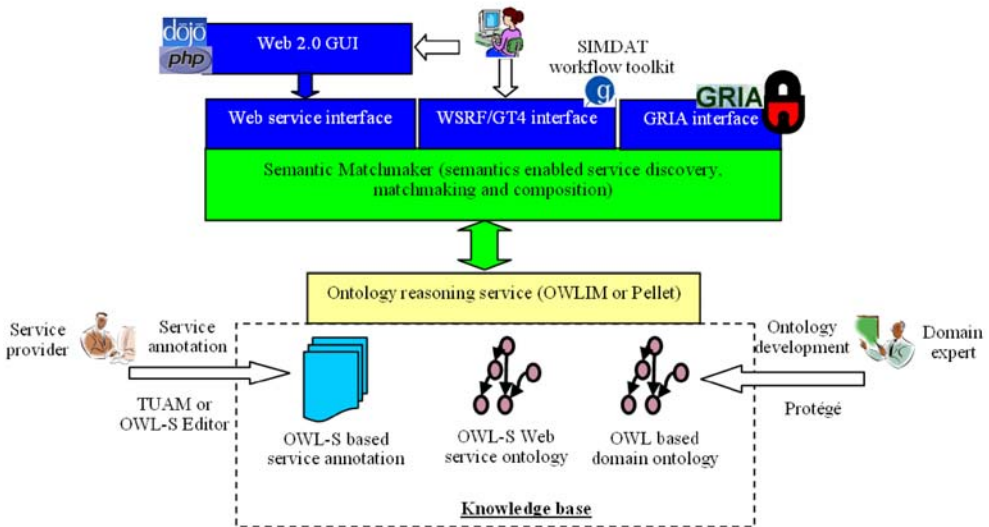 dōjō
php
Web 2.0 GUI
SIMDAT
workflow toolkit
g
GRIA
Web service interface
WSRF/GT4 interface
GRIA interface
Semantic Matchmaker (semantics enabled service discovery,
matchmaking and composition)
Ontology reasoning service (OWLIM or Pellet)
Service
provider
Service
annotation
TUAM or
OWL-S Editor
Ontology
development
Domain
expert
Protégé
OWL-S based
service annotation
OWL-S Web
service ontology
OWL based
domain ontology
Knowledge base